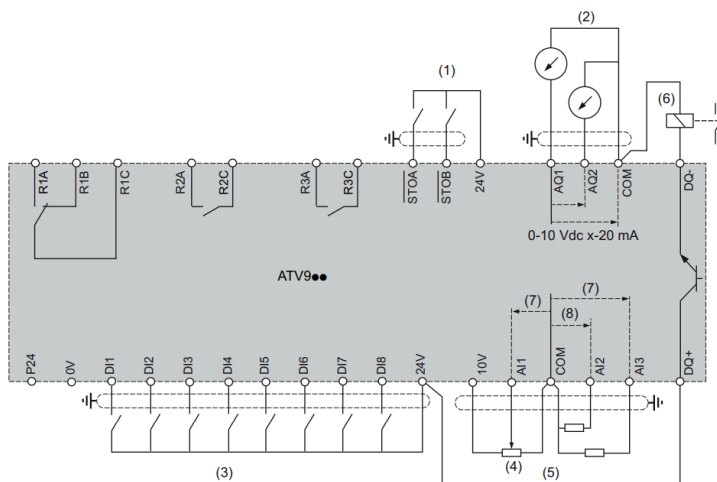 (1)
(2)
(6)
R1A R1B R1C R2A R2C R3A R3C STOA STOB 24V AQ1 AQ2 COM DQ-
0-10 Vdc x-20 mA
ATV9●●
(7)
(7)
(8)
P24 0V DI1 DI2 DI3 DI4 DI5 DI6 DI7 DI8 24V 10V AI1 COM AI2 AI3 DQ+
(3)
(4)
(5)